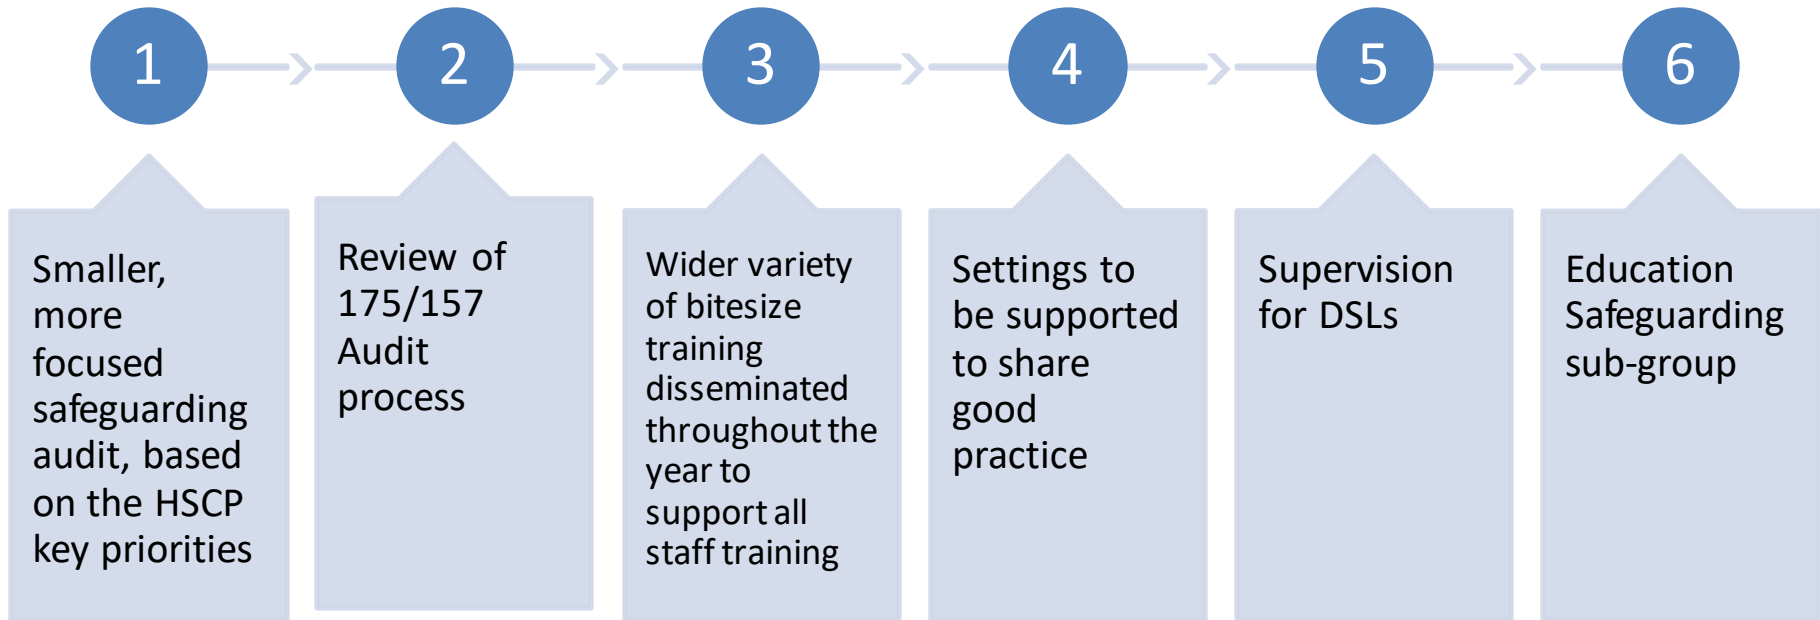 1
2
3
4
5
6
Smaller,
more
focused
safeguarding
audit, based
on the HSCP
key priorities
Review of
175/157
Audit
process
Wider variety
of bitesize
training
disseminated
throughout the
year to
support all
staff training
Settings to
be supported
to share
good
practice
Supervision
for DSLs
Education
Safeguarding
sub-group